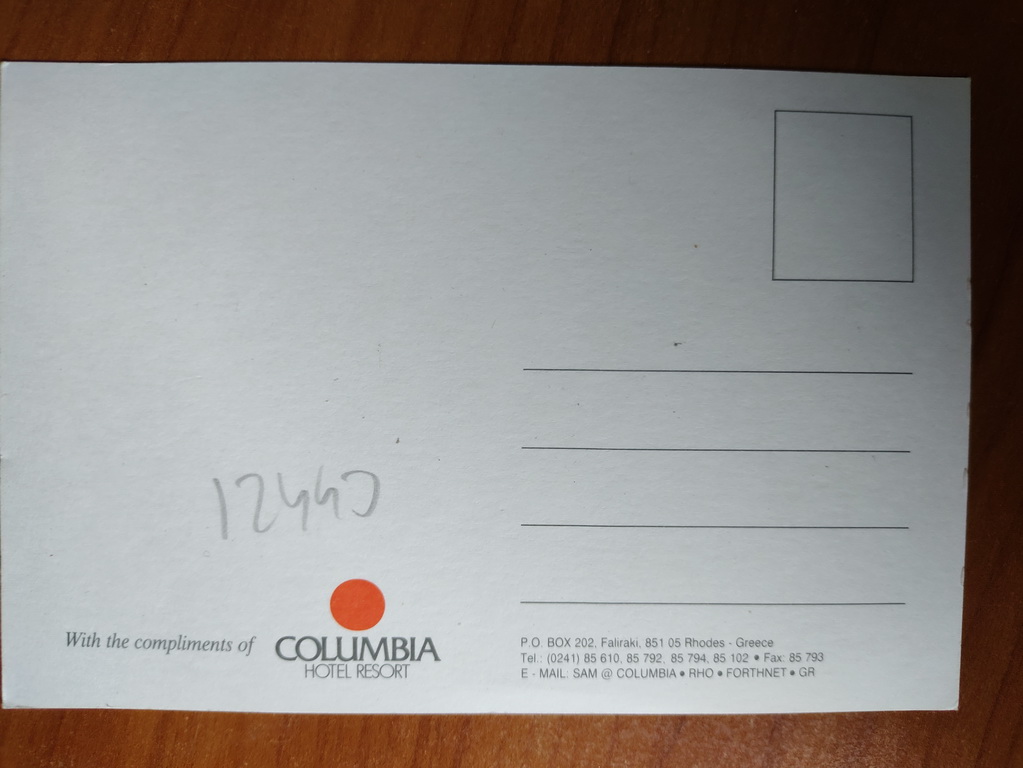 12440
With the compliments of
COLUMBIA
HOTEL RESORT
P.O. BOX 202, Faliraki, 851 05 Rhodes - Greece
Tel.: (0241) 85 610, 85 792, 85 794, 85 102 • Fax: 85 793
E - MAIL: SAM @ COLUMBIA • RHO • FORTHNET • GR